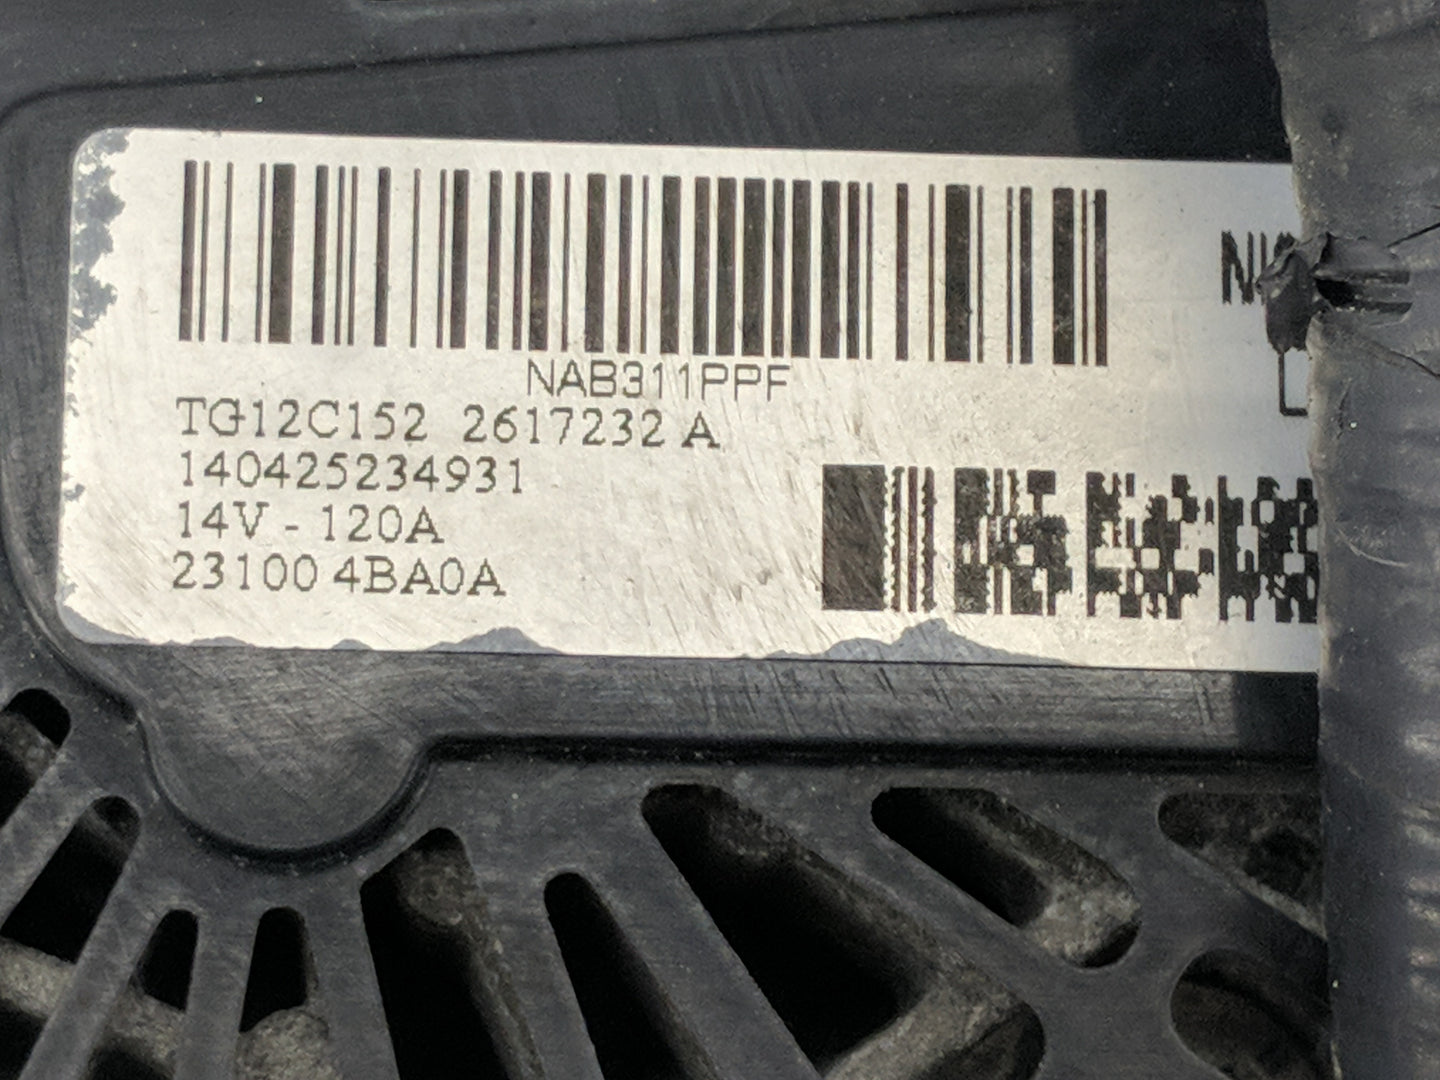 NAB311PPF
TG12C152 2617232 A
140425234931
14V - 120A
23100 4BA0A